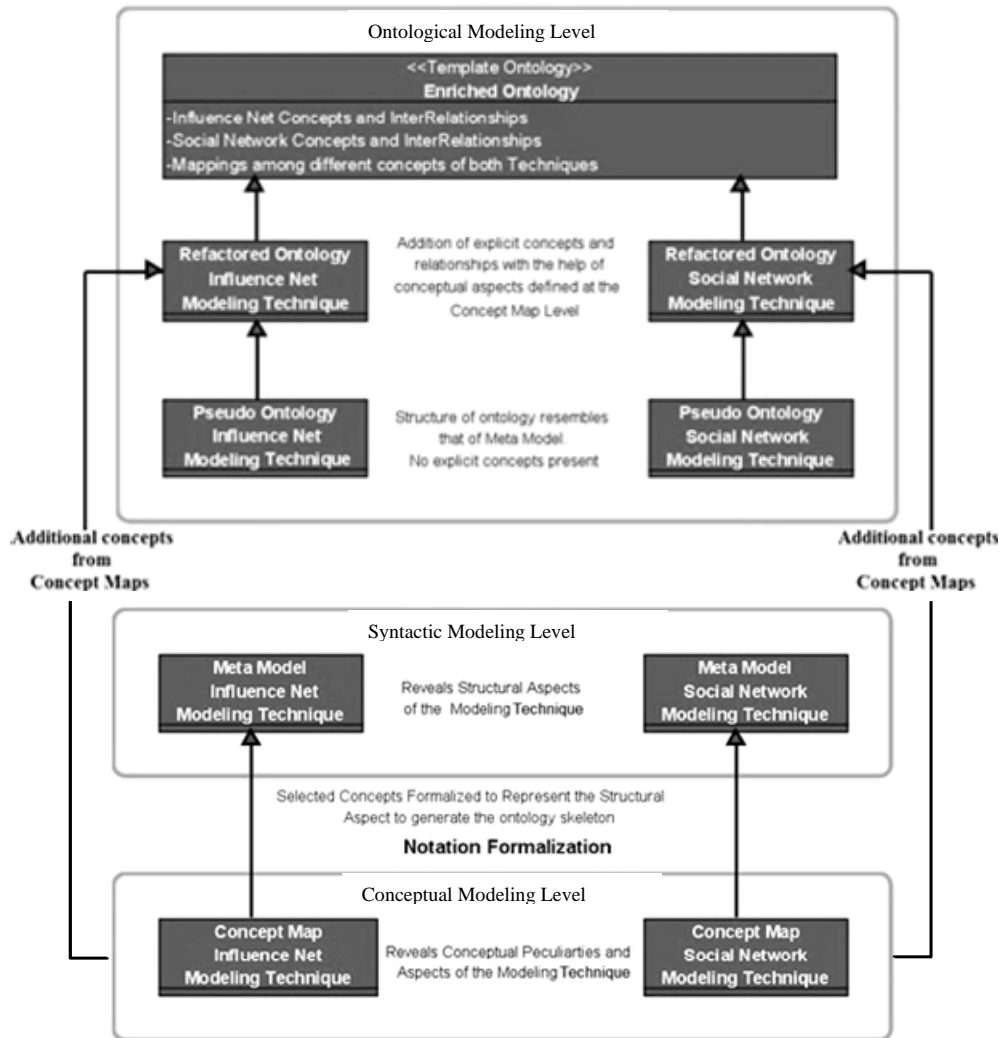 Ontological Modeling Level
<<Template Ontology>>
Enriched Ontology
-Influence Net Concepts and InterRelationships
-Social Network Concepts and InterRelationships
-Mappings among different concepts of both Techniques
Refactored Ontology
Influence Net
Modeling Technique
Addition of explicit concepts and
relationships with the help of
conceptual aspects defined at the
Concept Map Level
Refactored Ontology
Social Network
Modeling Technique
Pseudo Ontology
Influence Net
Modeling Technique
Structure of ontology resembles
that of Meta Model.
No explicit concepts present
Pseudo Ontology
Social Network
Modeling Technique
Additional concepts
from
Concept Maps
Additional concepts
from
Concept Maps
Syntactic Modeling Level
Meta Model
Influence Net
Modeling Technique
Reveals Structural Aspects
of the Modeling Technique
Meta Model
Social Network
Modeling Technique
Selected Concepts Formalized to Represent the Structural
Aspect to generate the ontology skeleton
Notation Formalization
Conceptual Modeling Level
Concept Map
Influence Net
Modeling Technique
Reveals Conceptual Peculiarties and
Aspects of the Modeling Technique
Concept Map
Social Network
Modeling Technique